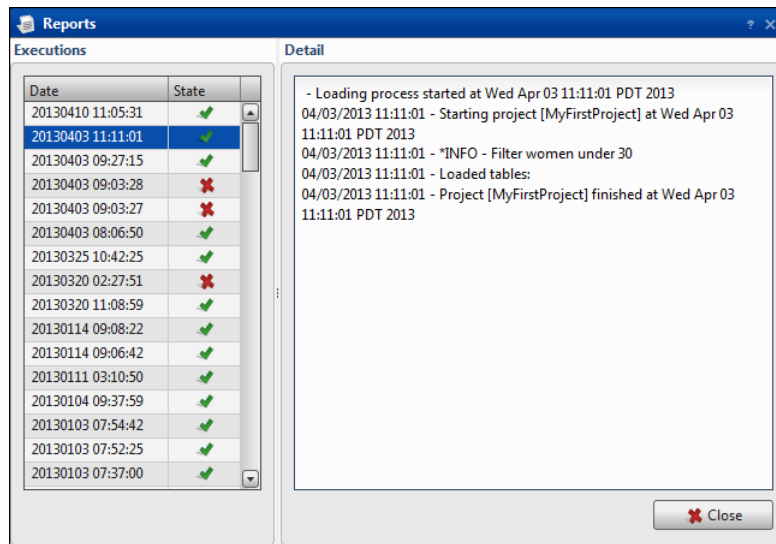 Reports
? X
Executions
Detail
Date State
20130410 11:05:31
20130403 11:11:01
20130403 09:27:15
20130403 09:03:28
20130403 09:03:27
20130403 08:06:50
20130325 10:42:25
20130320 02:27:51
20130320 11:08:59
20130114 09:08:22
20130114 09:06:42
20130111 03:10:50
20130104 09:37:59
20130103 07:54:42
20130103 07:52:25
20130103 07:37:00
- Loading process started at Wed Apr 03 11:11:01 PDT 2013
04/03/2013 11:11:01 - Starting project [MyFirstProject] at Wed Apr 03
11:11:01 PDT 2013
04/03/2013 11:11:01 - *INFO - Filter women under 30
04/03/2013 11:11:01 - Loaded tables:
04/03/2013 11:11:01 - Project [MyFirstProject] finished at Wed Apr 03
11:11:01 PDT 2013
Close